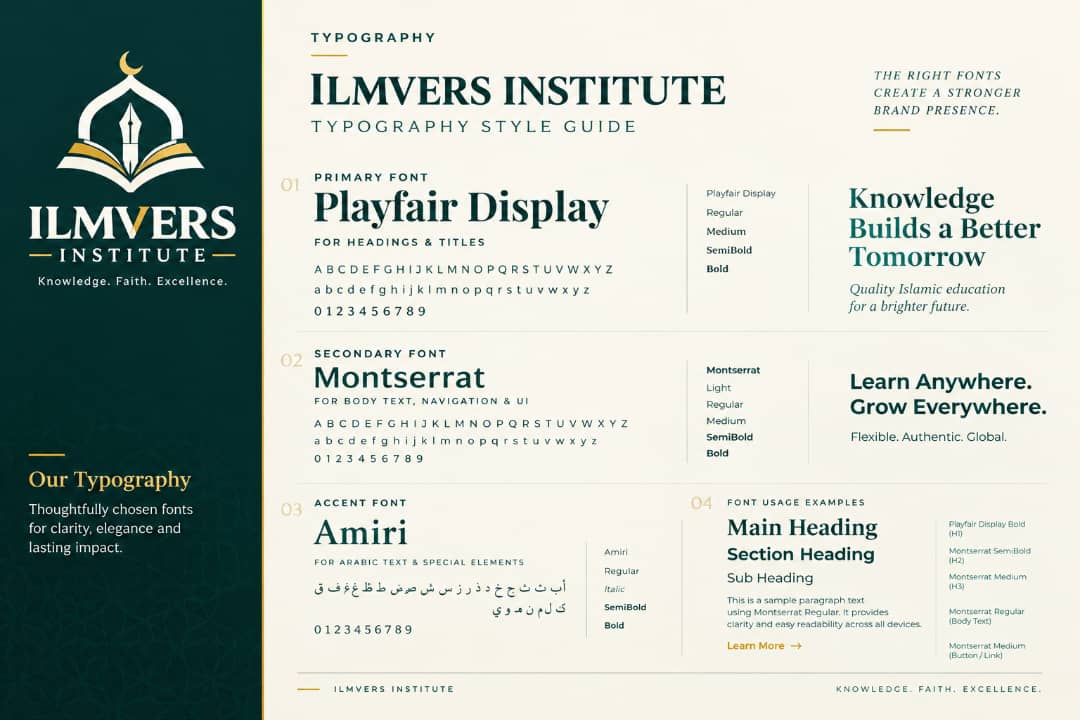 ILMVERS
INSTITUTE
Knowledge. Faith. Excellence.
Our Typography
Thoughtfully chosen fonts
for clarity, elegance and
lasting impact.
TYPOGRAPHY
ILMVERS INSTITUTE
TYPOGRAPHY STYLE GUIDE
THE RIGHT FONTS
CREATE A STRONGER
BRAND PRESENCE.
01
PRIMARY FONT
Playfair Display
FOR HEADINGS & TITLES
A B C D E F G H I J K L M N O P Q R S T U V W X Y Z
a b c d e f g h i j k l m n o p q r s t u v w x y z
0 1 2 3 4 5 6 7 8 9
Playfair Display
Regular
Medium
SemiBold
Bold
Knowledge
Builds a Better
Tomorrow
Quality Islamic education
for a brighter future.
02
SECONDARY FONT
Montserrat
FOR BODY TEXT, NAVIGATION & UI
A B C D E F G H I J K L M N O P Q R S T U V W X Y Z
a b c d e f g h i j k l m n o p q r s t u v w x y z
0 1 2 3 4 5 6 7 8 9
Montserrat
Light
Regular
Medium
SemiBold
Bold
Learn Anywhere.
Grow Everywhere.
Flexible. Authentic. Global.
03
ACCENT FONT
Amiri
FOR ARABIC TEXT & SPECIAL ELEMENTS
أ ب ت ث ج خ د ذ ر ز س ش ص ض ط ظ غ غ ف ق
ك ل م ن م و ي
0 1 2 3 4 5 6 7 8 9
Amiri
Regular
Italic
SemiBold
Bold
04
FONT USAGE EXAMPLES
Main Heading
Section Heading
Sub Heading
This is a sample paragraph text
using Montserrat Regular. It provides
clarity and easy readability across all devices.
Learn More →
Playfair Display Bold
(H1)
Montserrat SemiBold
(H2)
Montserrat Medium
(H3)
Montserrat Regular
(Body Text)
Montserrat Medium
(Button / Link)
ILMVERS INSTITUTE
KNOWLEDGE. FAITH. EXCELLENCE.